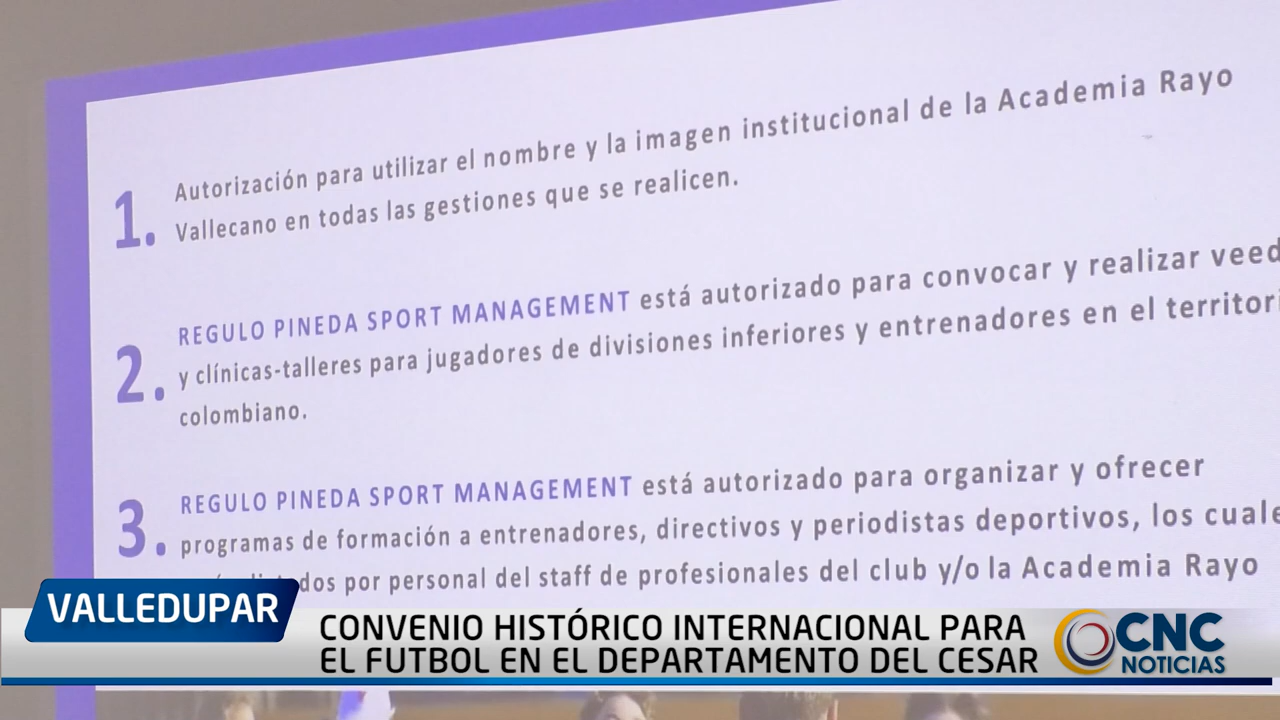 1. Autorización para utilizar el nombre y la imagen institucional de la Academia Rayo
Vallecano en todas las gestiones que se realicen.
2. REGULO PINEDA SPORT MANAGEMENT está autorizado para convocar y realizar
y clínicas-talleres para jugadores de divisiones inferiores y entrenadores en el
colombiano.
3. REGULO PINEDA SPORT MANAGEMENT está autorizado para organizar y ofrecer
programas de formación a entrenadores, directivos y periodistas deportivos, los
por personal del staff de profesionales del club y/o la Academia Rayo
VALLEDUPAR
CONVENIO HISTÓRICO INTERNACIONAL PARA
EL FUTBOL EN EL DEPARTAMENTO DEL CESAR
CNC
NOTICIAS